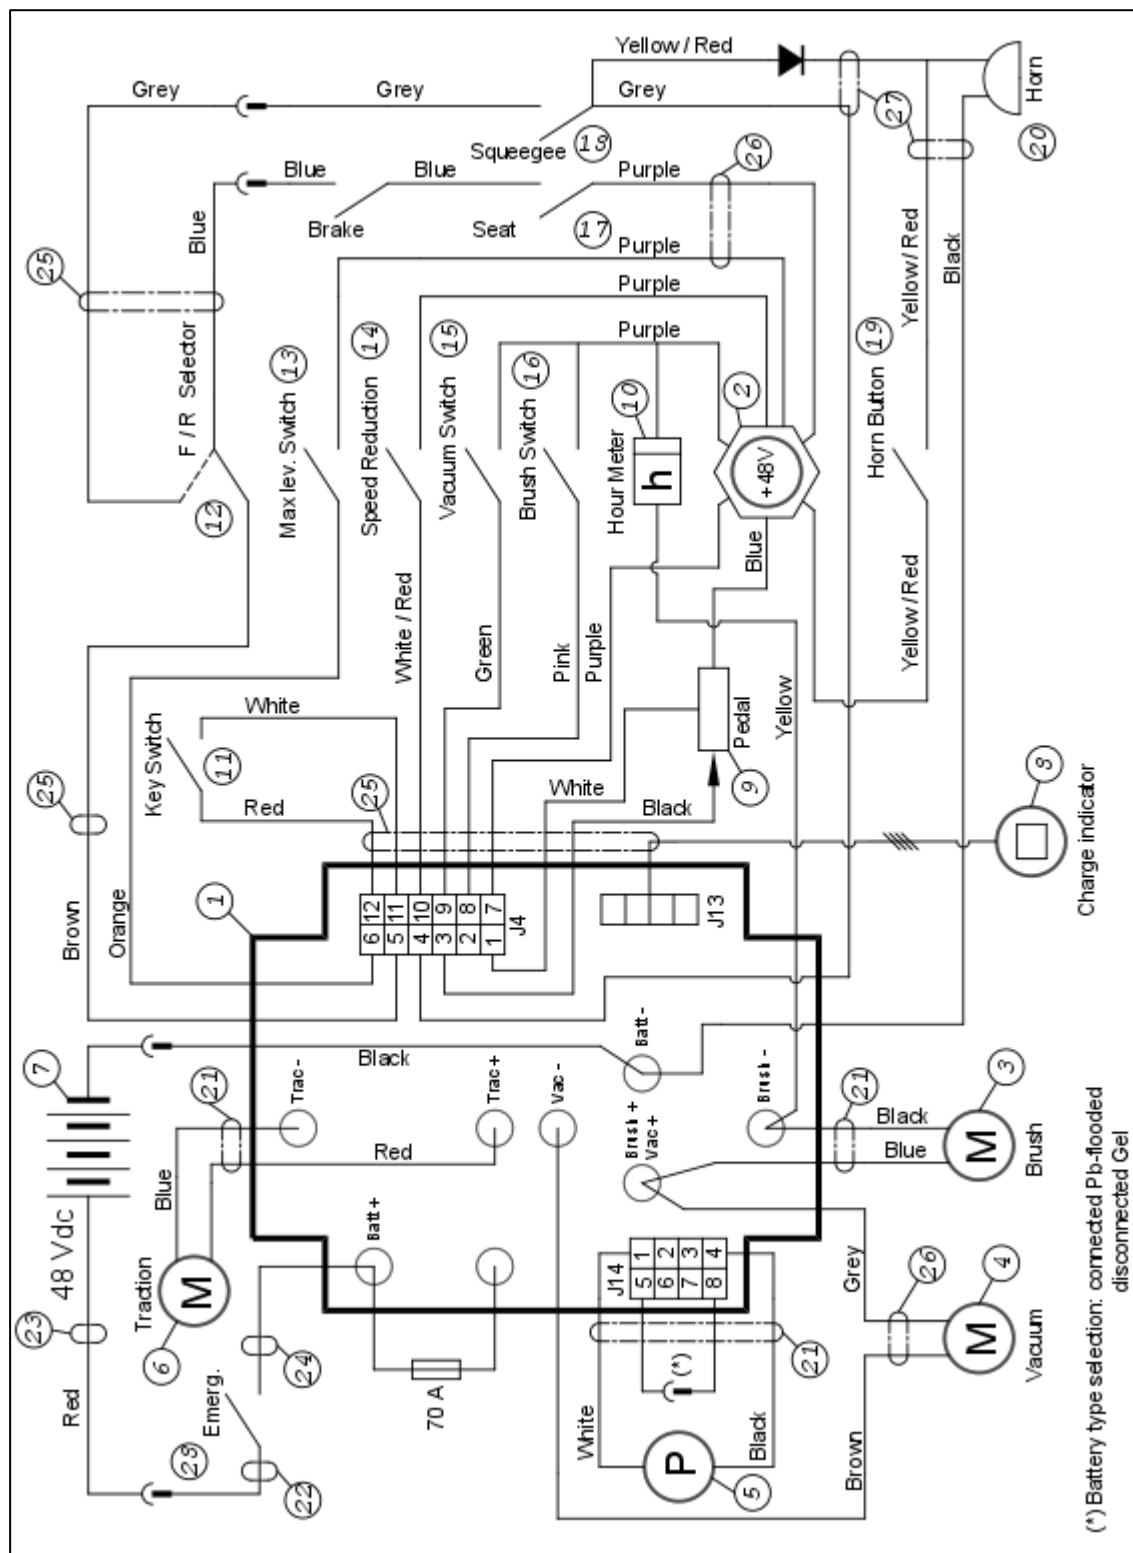 Yellow / Red
Grey
Grey
Grey
Horn
27
20
Squeegee
18
26
Blue
Blue
Purple
Blue
Brake
Seat
17
Purple
Yellow/Red
Black
25
Purple
F / R Selector
Purple
12
Max lev. Switch
13
Speed Reduction
14
Vacuum Switch
15
Brush Switch
16
Hour Meter
10
h
2
+48V
Horn Button
19
Blue
White / Red
Green
Pink
Purple
Yellow/Red
White
Key Switch
11
Red
25
25
White
Black
Pedal
9
Yellow
8
Charge indicator
Brown
Orange
1
12
11
10
9
8
7
6
5
4
3
2
1
J4
J13
7
48 Vdc
Black
Batt -
Trac -
Trac +
Vac -
Brush -
Brush +
Vac +
21
Blue
Red
Batt +
Black
Blue
21
3
M
Brush
Traction
M
6
23
Red
24
Emerg.
70 A
J14
1
2
3
4
5
6
7
8
21
(*)
Grey
26
4
M
Vacuum
22
White
Black
P
5
Brown
(*) Battery type selection: connected Pb-flooded
disconnected Gel